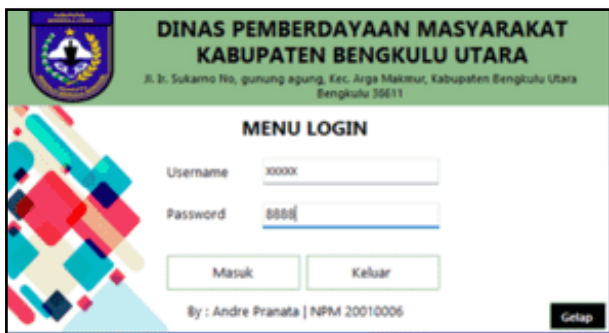 DINAS PEMBERDAYAAN MASYARAKAT
KABUPATEN BENGKULU UTARA
Jl. Ir. Sukarno No, gunung agung, Kec. Arga Makmur, Kabupaten Bengkulu Utara
Bengkulu 38611
MENU LOGIN
Username xxxxx
Password 8888
Masuk Keluar
By : Andre Pranata | NPM 20010006
Gelap